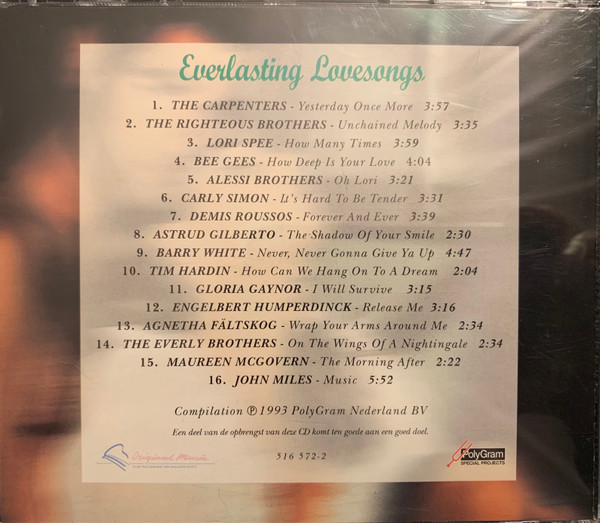 Everlasting Lovesongs
1. THE CARPENTERS - Yesterday Once More 3:57
2. THE RIGHTEOUS BROTHERS - Unchained Melody 3:35
3. LORI SPEE - How Many Times 3:59
4. BEE GEES - How Deep Is Your Love 4:04
5. ALESSI BROTHERS - Oh Lori 3:21
6. CARLY SIMON - It's Hard To Be Tender 3:31
7. DEMIS ROUSSOS - Forever And Ever 3:39
8. ASTRUD GILBERTO - The Shadow Of Your Smile 2:30
9. BARRY WHITE - Never, Never Gonna Give Ya Up 4:47
10. TIM HARDIN - How Can We Hang On To A Dream 2:04
11. GLORIA GAYNOR - I Will Survive 3:15
12. ENGELBERT HUMPERDINCK - Release Me 3:16
13. AGNETHA FÄLTSKOG - Wrap Your Arms Around Me 2:34
14. THE EVERLY BROTHERS - On The Wings Of A Nightingale 2:34
15. MAUREEN MCGOVERN - The Morning After 2:22
16. JOHN MILES - Music 5:52
Compilation ℗ 1993 PolyGram Nederland BV
Een deel van de opbrengst van deze CD komt ten goede aan een goed doel.
Original Music
516 572-2
PolyGram
SPECIAL PROJECTS